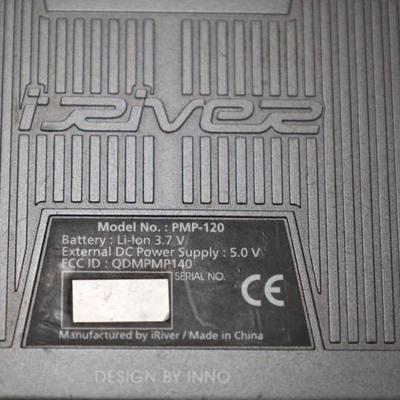 iRiver
Model No. : PMP-120
Battery : Li-Ion 3.7 V
External DC Power Supply : 5.0 V
FCC ID : QDMPMP140
SERIAL NO.
CE
Manufactured by iRiver / Made in China
DESIGN BY INNO